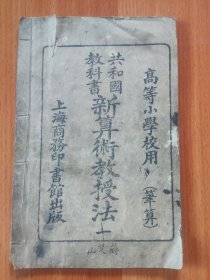 高等小學校用（筆算）
共和國
教科書
新算術教授法一
上海商務印書館出版